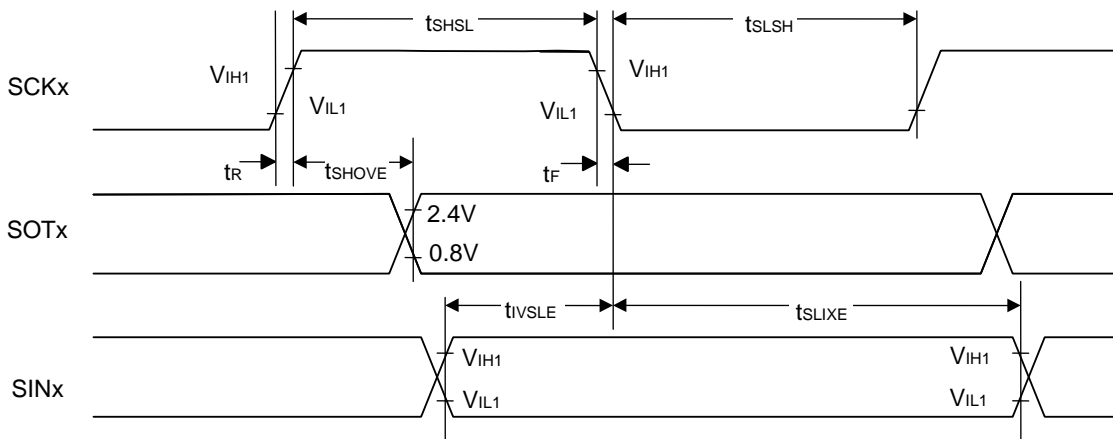 tSHSL tSLSH
SCKx VIH1 VIL1 VIL1 VIH1
tR tSHOVE tF
SOTx 2.4V
0.8V
tIVSLE tSLIXE
SINx VIH1 VIH1
VIL1 VIL1